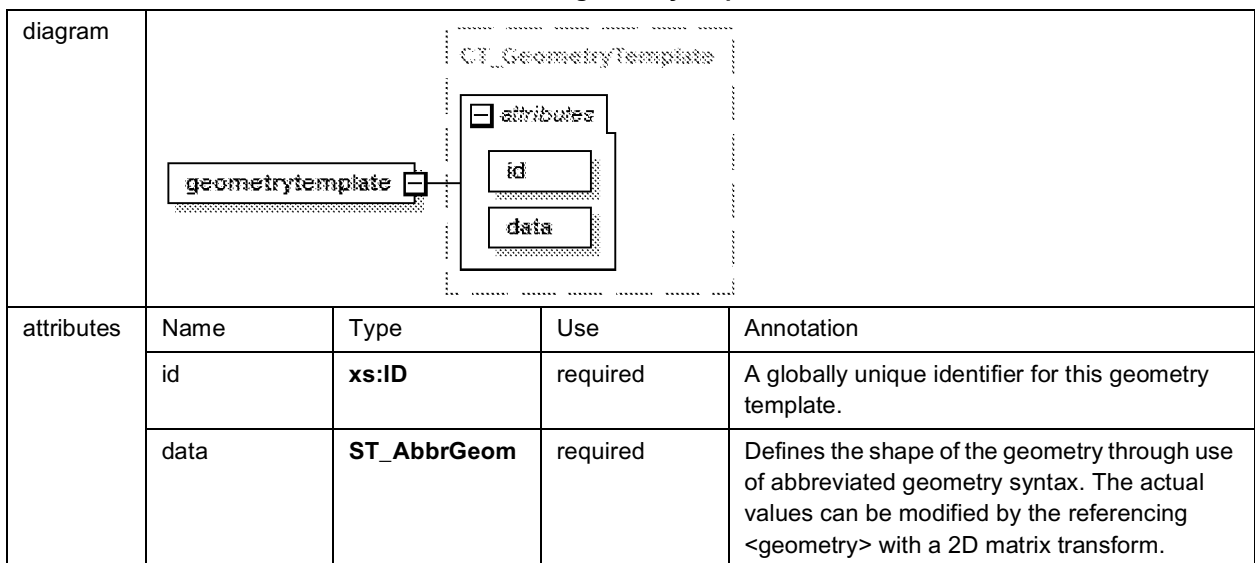 diagram
CT_GeometryTemplate
attributes
geometrytemplate
id
data
attributes Name Type Use Annotation
id xs:ID required A globally unique identifier for this geometry
template.
data ST_AbbrGeom required Defines the shape of the geometry through use
of abbreviated geometry syntax. The actual
values can be modified by the referencing
<geometry> with a 2D matrix transform.